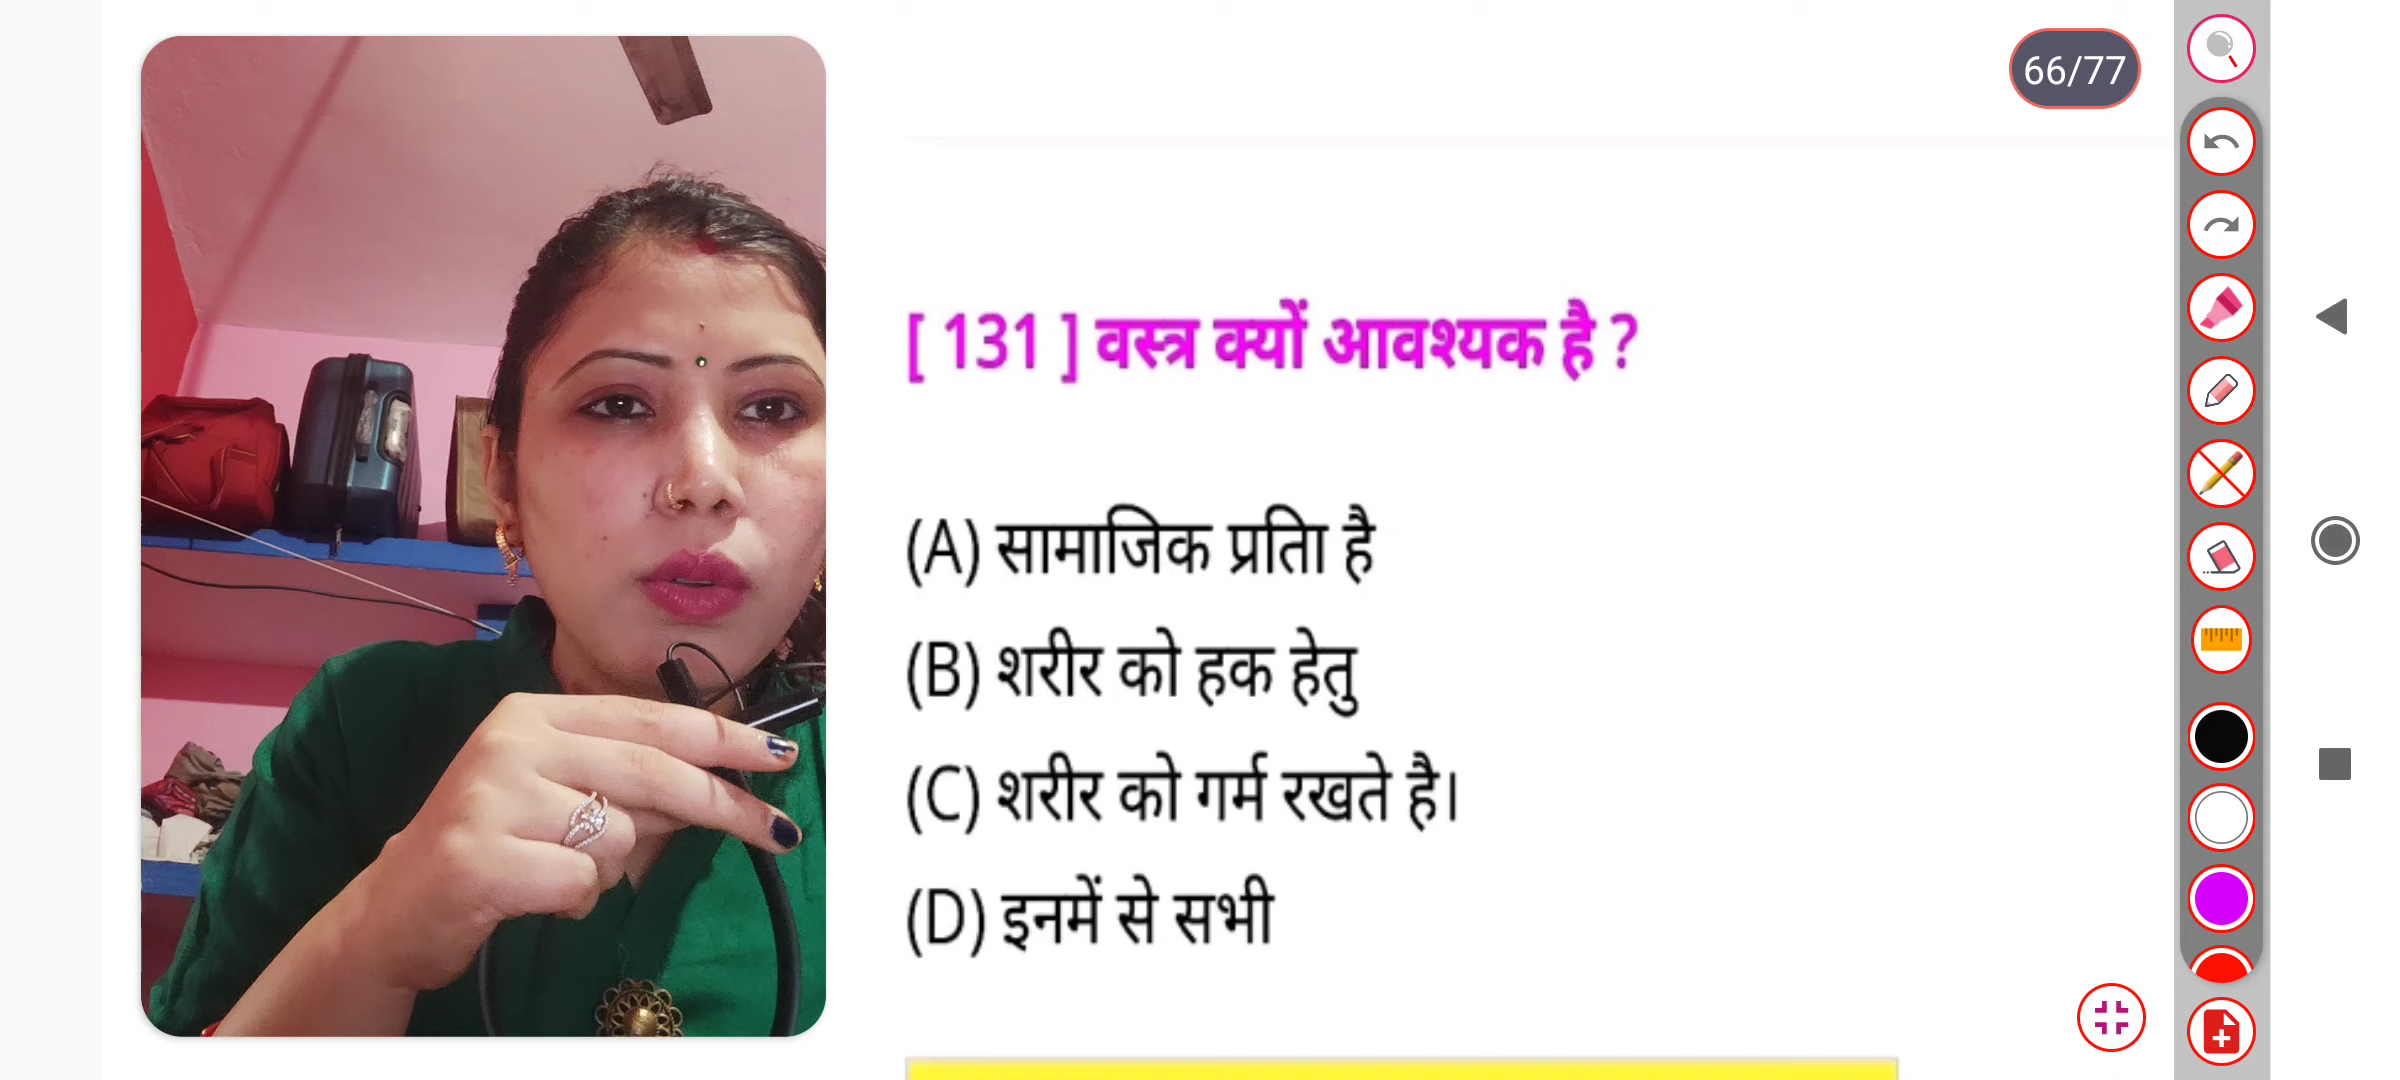 66/77
[ 131 ] वस्त्र क्यों आवश्यक है ?
(A) सामाजिक प्रतिा है
(B) शरीर को हक हेतु
(C) शरीर को गर्म रखते है।
(D) इनमें से सभी